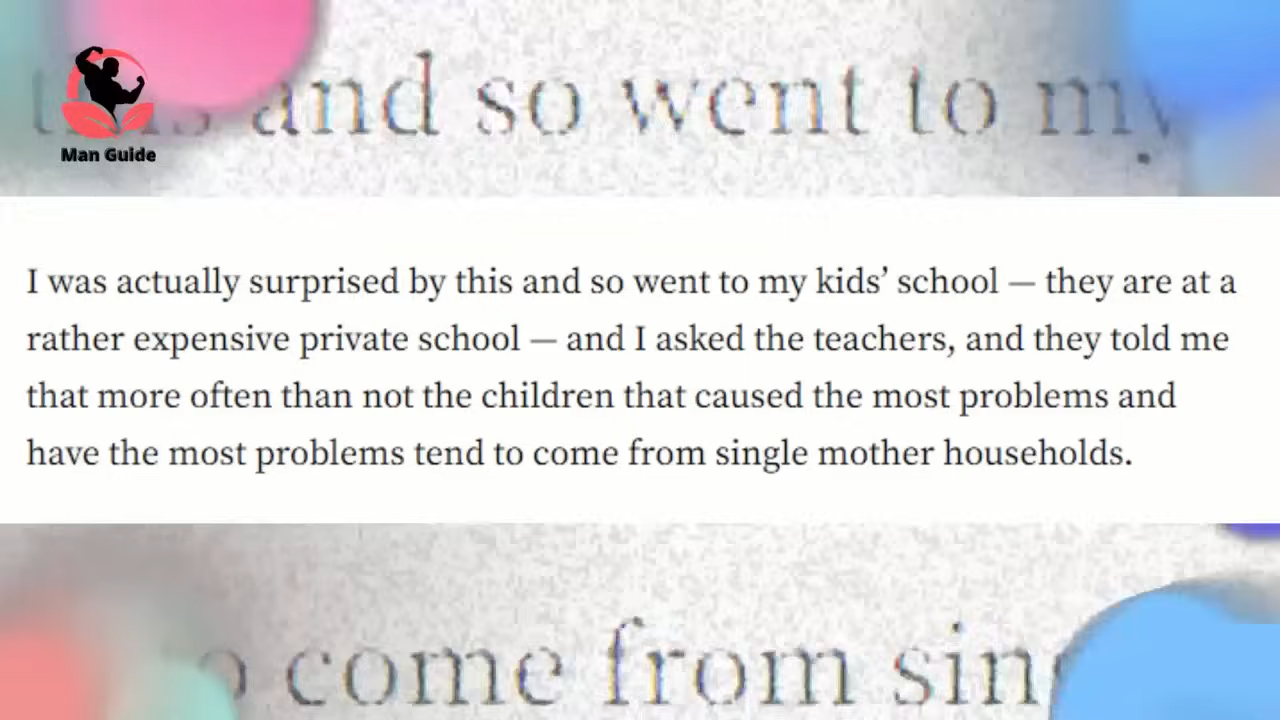 and so went to my
Man Guide
I was actually surprised by this and so went to my kids’ school — they are at a
rather expensive private school — and I asked the teachers, and they told me
that more often than not the children that caused the most problems and
have the most problems tend to come from single mother households.
come from